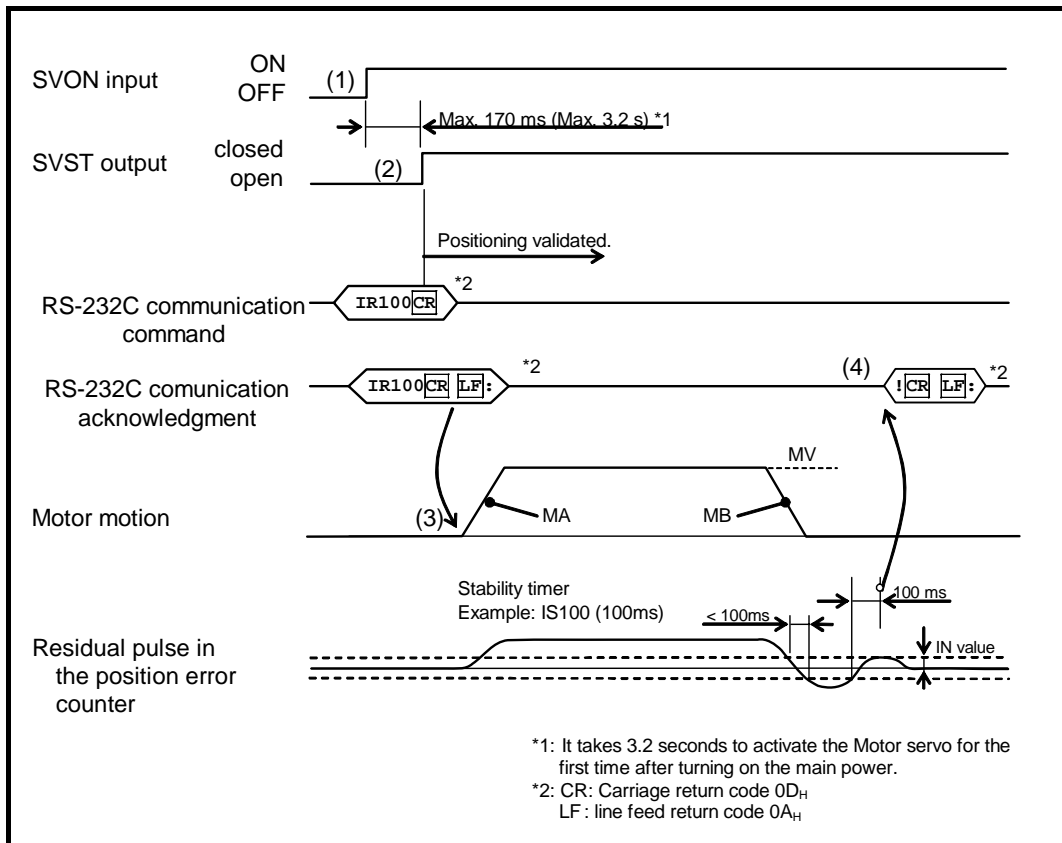 SVON input
ON
OFF
(1)
Max. 170 ms (Max. 3.2 s) *1
SVST output
closed
open
(2)
Positioning validated.
RS-232C communication
command
IR100CR
*2
RS-232C comunication
acknowledgment
IR100CR LF:
*2
(4)
!CR LF:
*2
Motor motion
(3)
MA
MB
MV
Stability timer
Example: IS100 (100ms)
< 100ms
100 ms
IN value
Residual pulse in
the position error
counter
*1: It takes 3.2 seconds to activate the Motor servo for the
first time after turning on the main power.
*2: CR: Carriage return code 0DH
LF : line feed return code 0AH